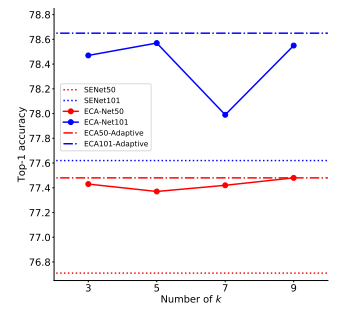 78.8
78.6
78.4
78.2
78.0
77.8
77.6
77.4
77.2
77.0
76.8
Top-1 accuracy
SENet50
SENet101
ECA-Net50
ECA-Net101
ECA50-Adaptive
ECA101-Adaptive
3 5 7 9
Number of k